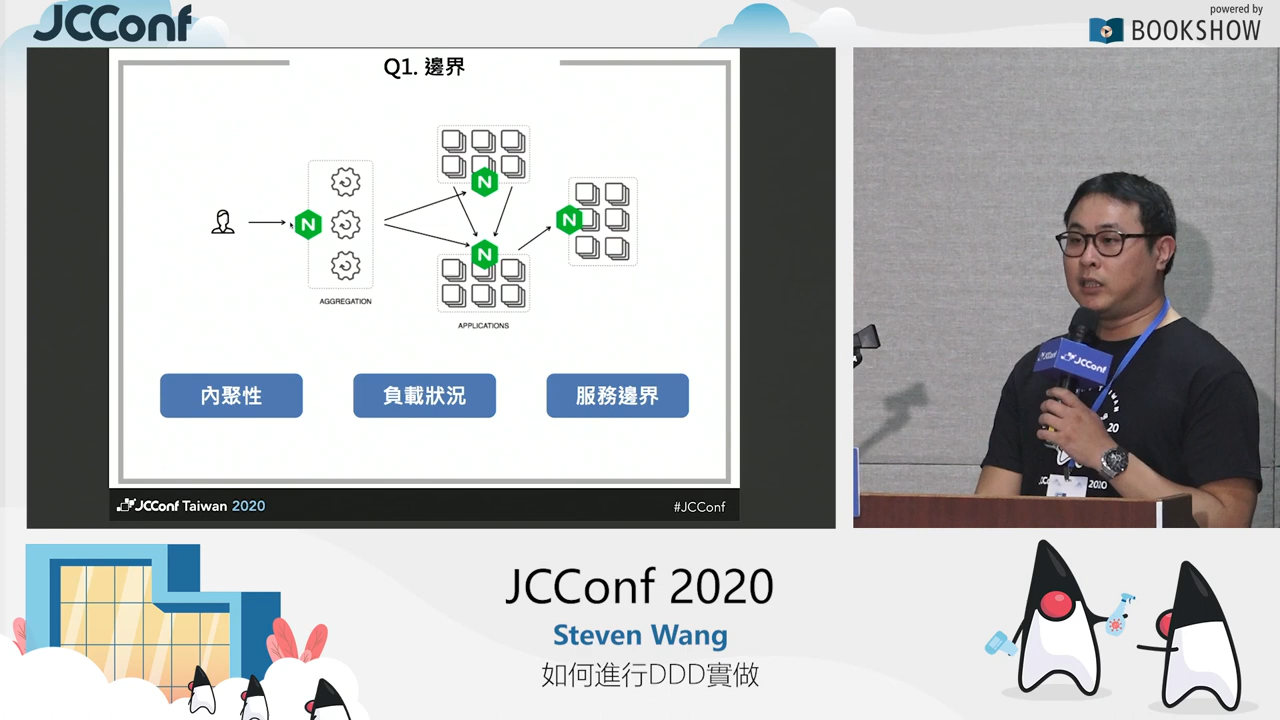 JCConf
powered by
BOOKSHOW
Q1. 邊界
N
N
N
N
AGGREGATION
APPLICATIONS
內聚性
負載狀況
服務邊界
JCConf Taiwan 2020
#JCConf
JCConf
JCConf 2020
Steven Wang
如何進行DDD實做